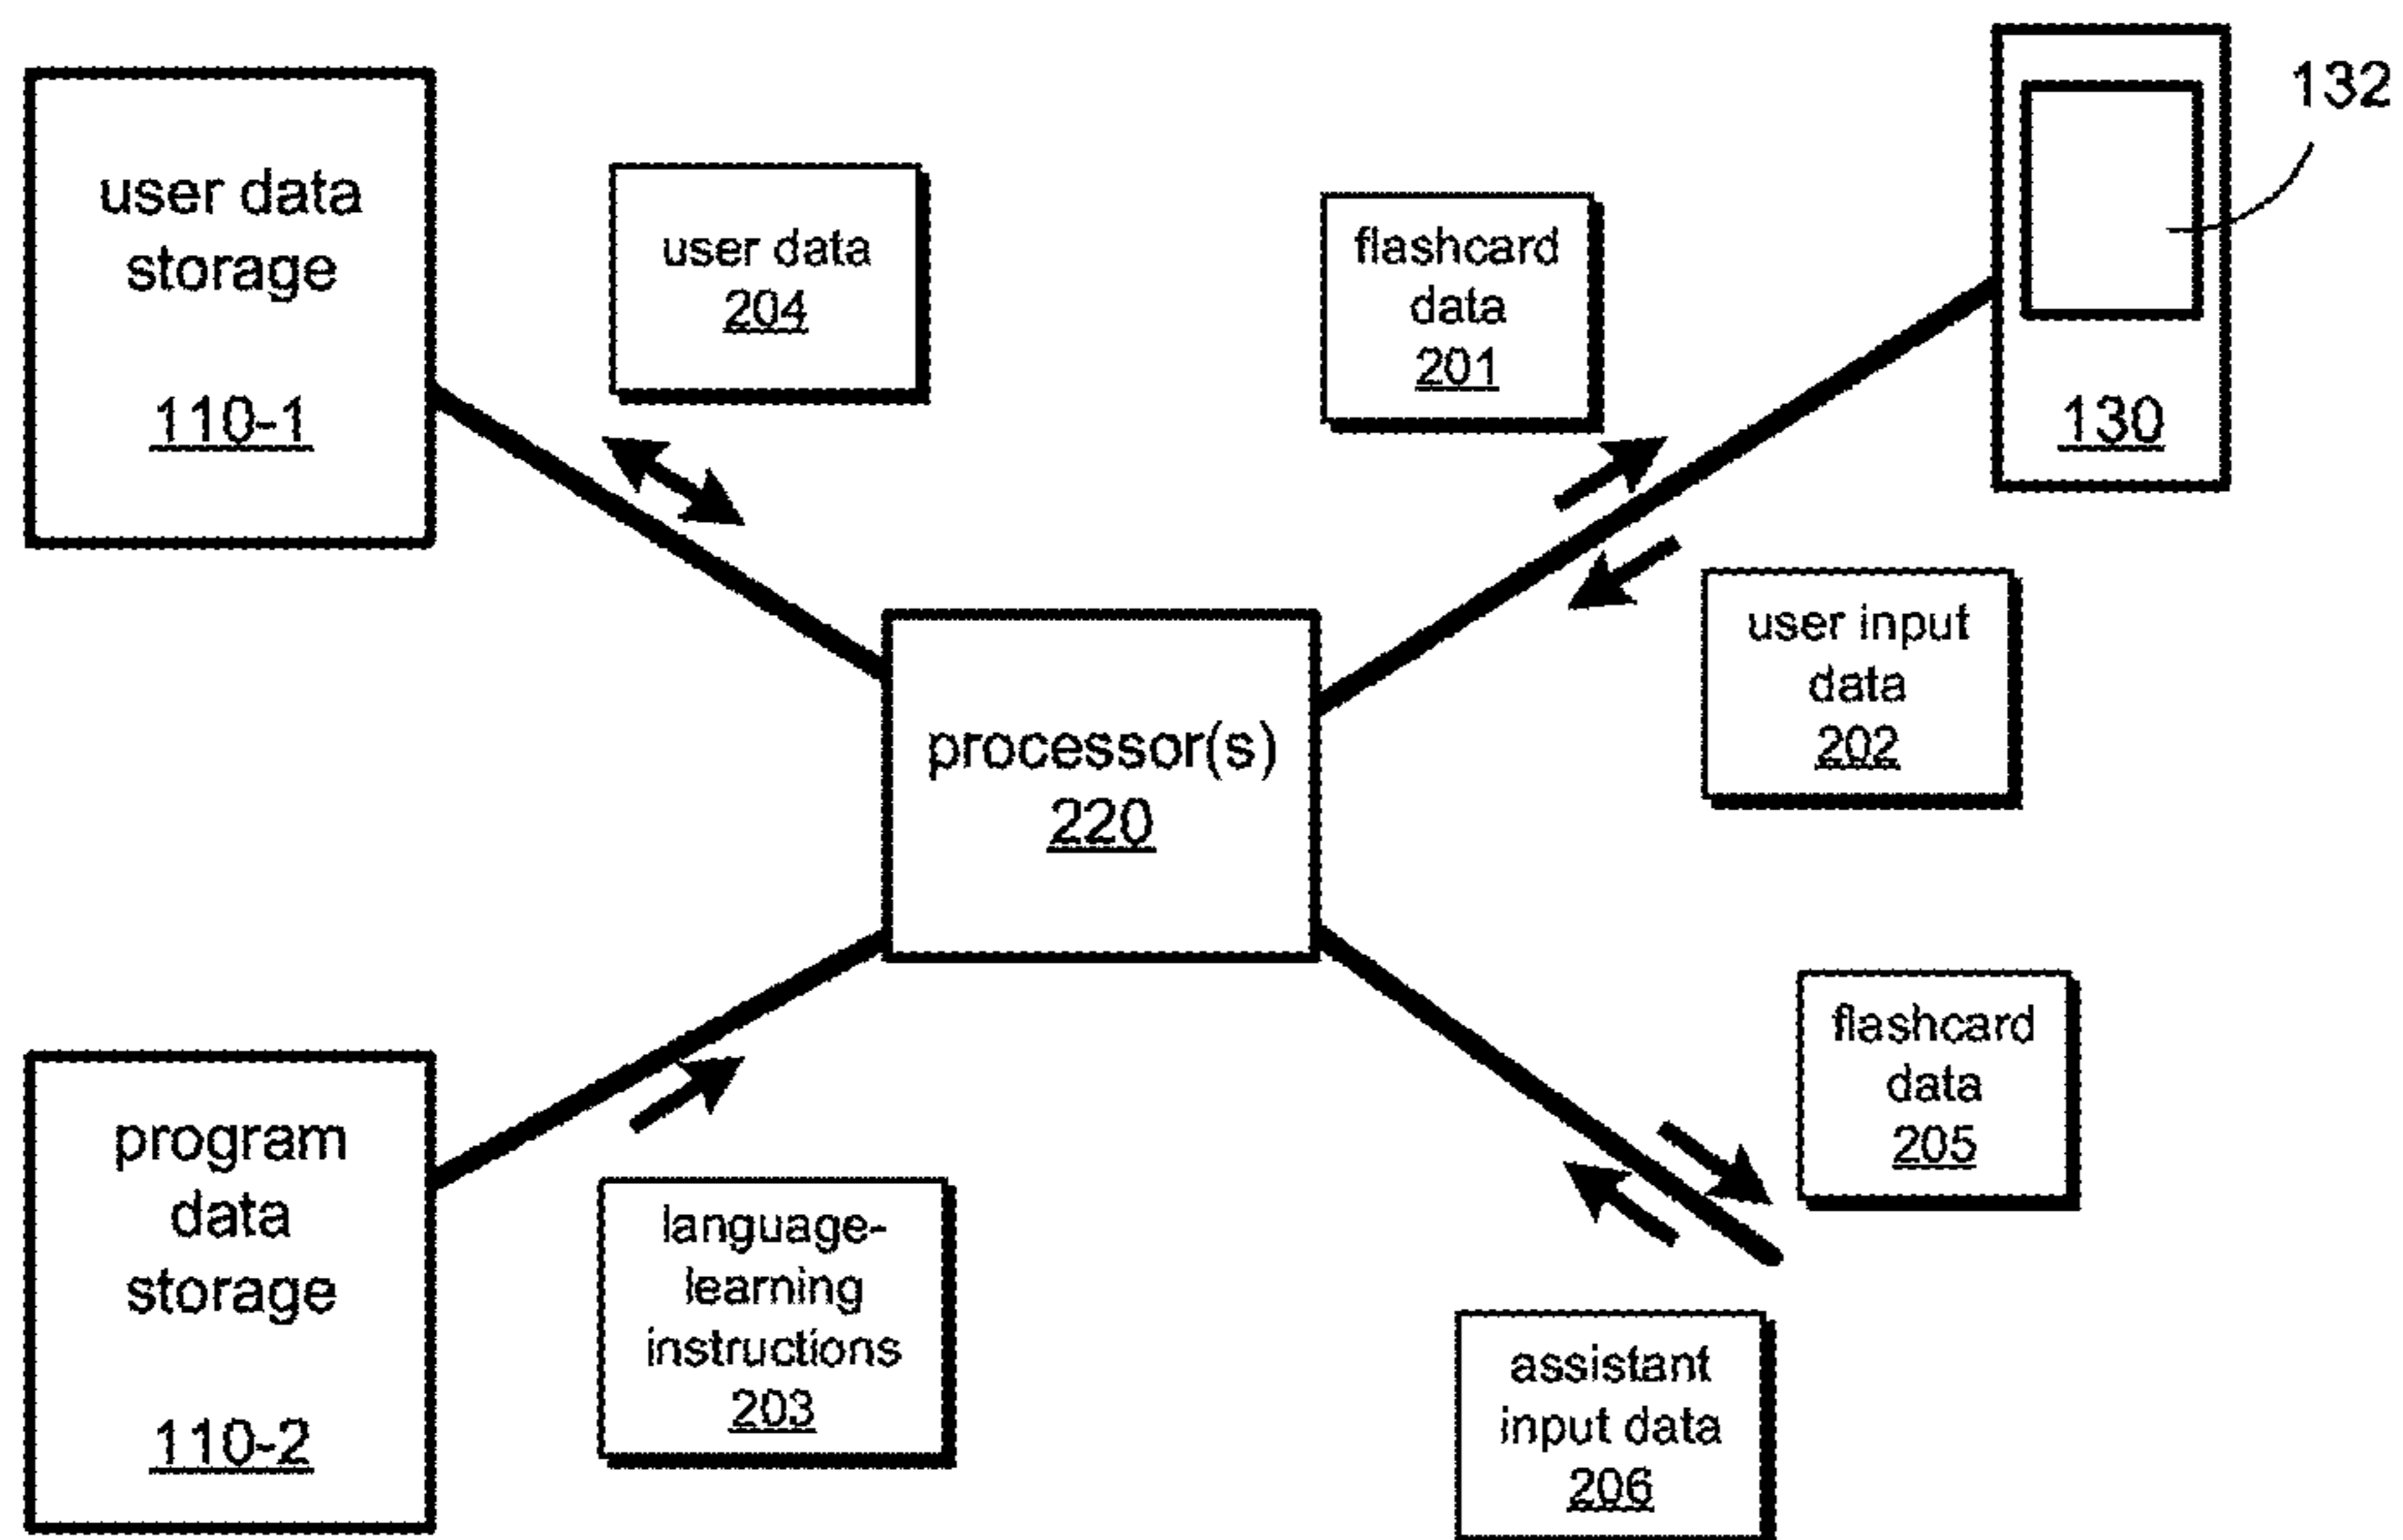 user data
storage
110-1
user data
204
flashcard
data
201
132
130
user input
data
202
processor(s)
220
program
data
storage
110-2
language-
learning
instructions
203
flashcard
data
205
assistant
input data
206